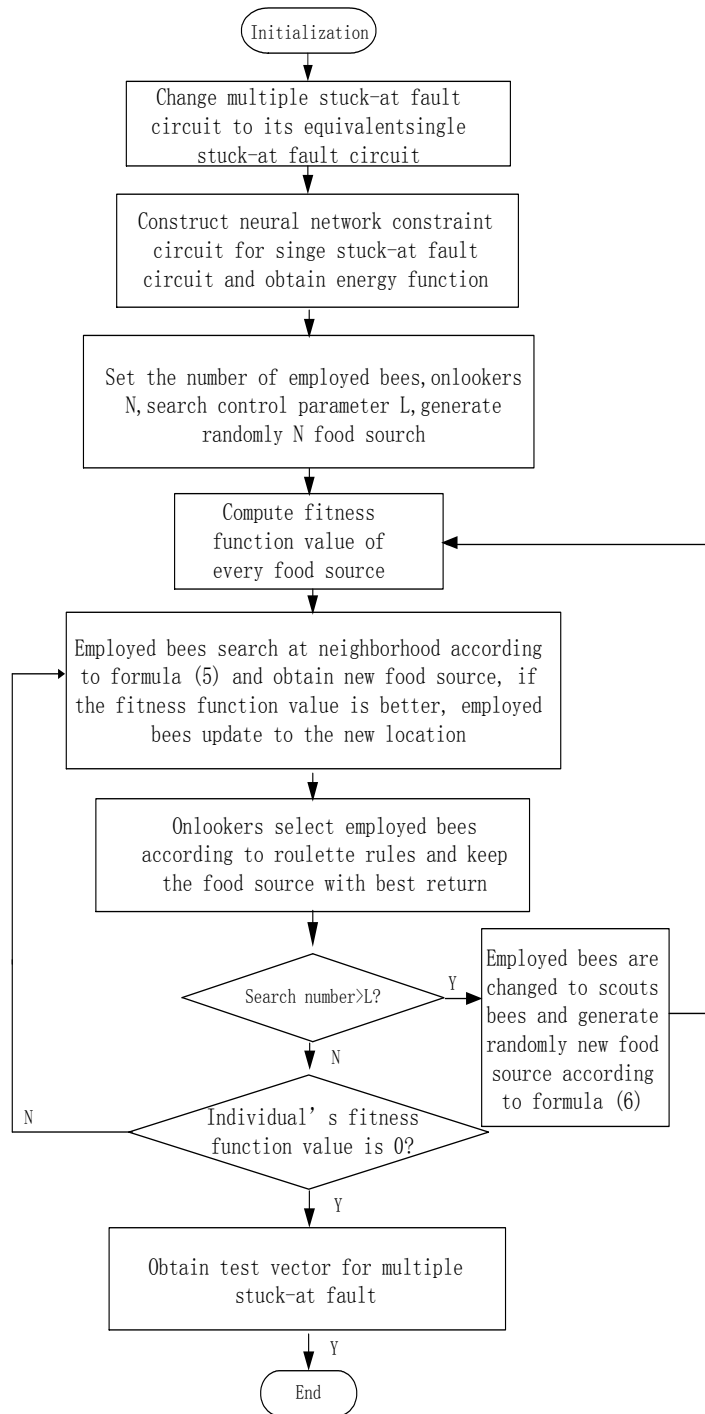 Initialization
Change multiple stuck-at fault
circuit to its equivalentsingle
stuck-at fault circuit
Construct neural network constraint
circuit for singe stuck-at fault
circuit and obtain energy function
Set the number of employed bees,onlookers
N,search control parameter L,generate
randomly N food sourch
Compute fitness
function value of
every food source
Employed bees search at neighborhood according
to formula (5) and obtain new food source, if
the fitness function value is better, employed
bees update to the new location
Onlookers select employed bees
according to roulette rules and keep
the food source with best return
Search number>L?
Y
Employed bees are
changed to scouts
bees and generate
randomly new food
source according
to formula (6)
N
Individual's fitness
function value is 0?
N
Y
Obtain test vector for multiple
stuck-at fault
Y
End